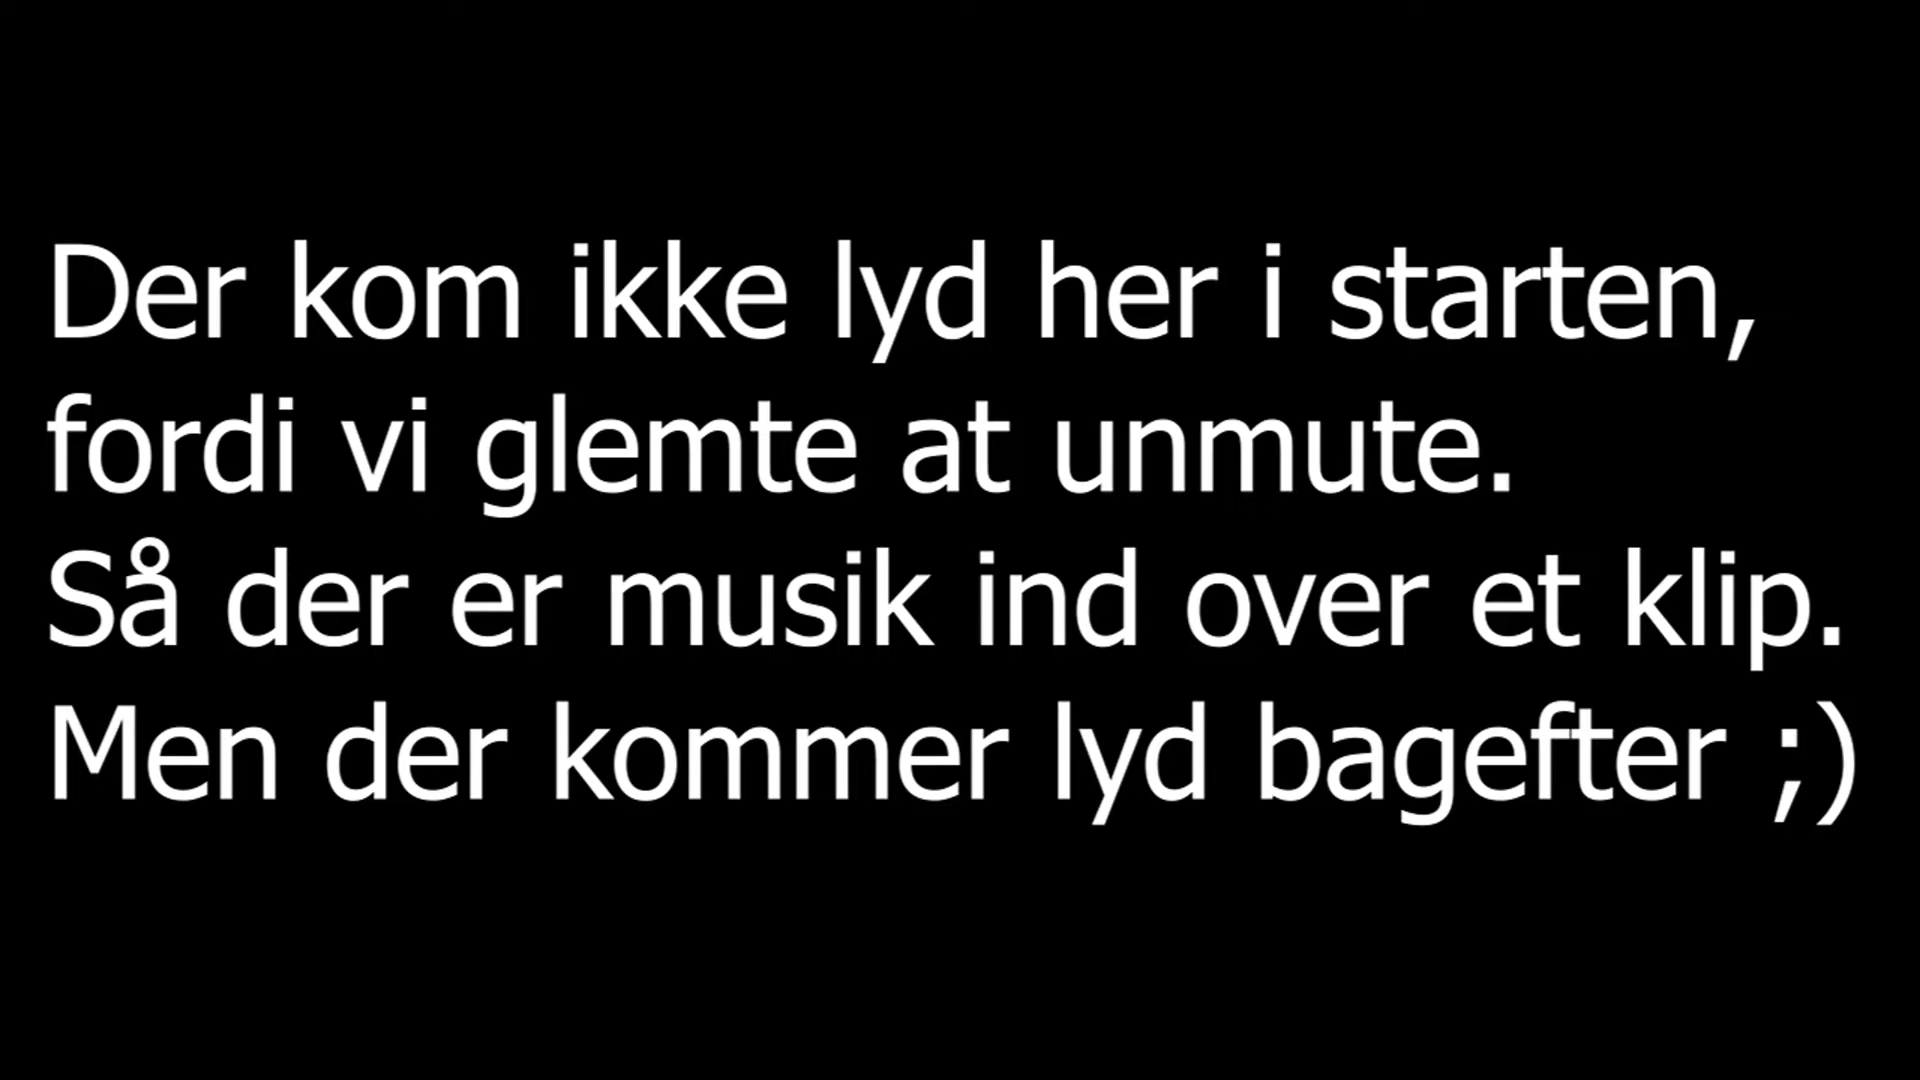 Der kom ikke lyd her i starten,
fordi vi glemte at unmute.
Så der er musik ind over et klip.
Men der kommer lyd bagefter ;)